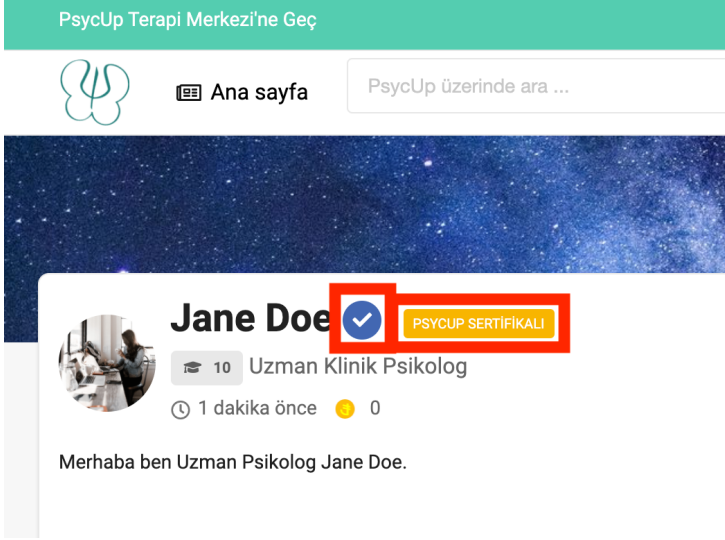 PsycUp Terapi Merkezi'ne Geç
Ana sayfa
PsycUp üzerinde ara ...
Jane Doe PSYCUP SERTİFİKALI
10 Uzman Klinik Psikolog
1 dakika önce 0
Merhaba ben Uzman Psikolog Jane Doe.